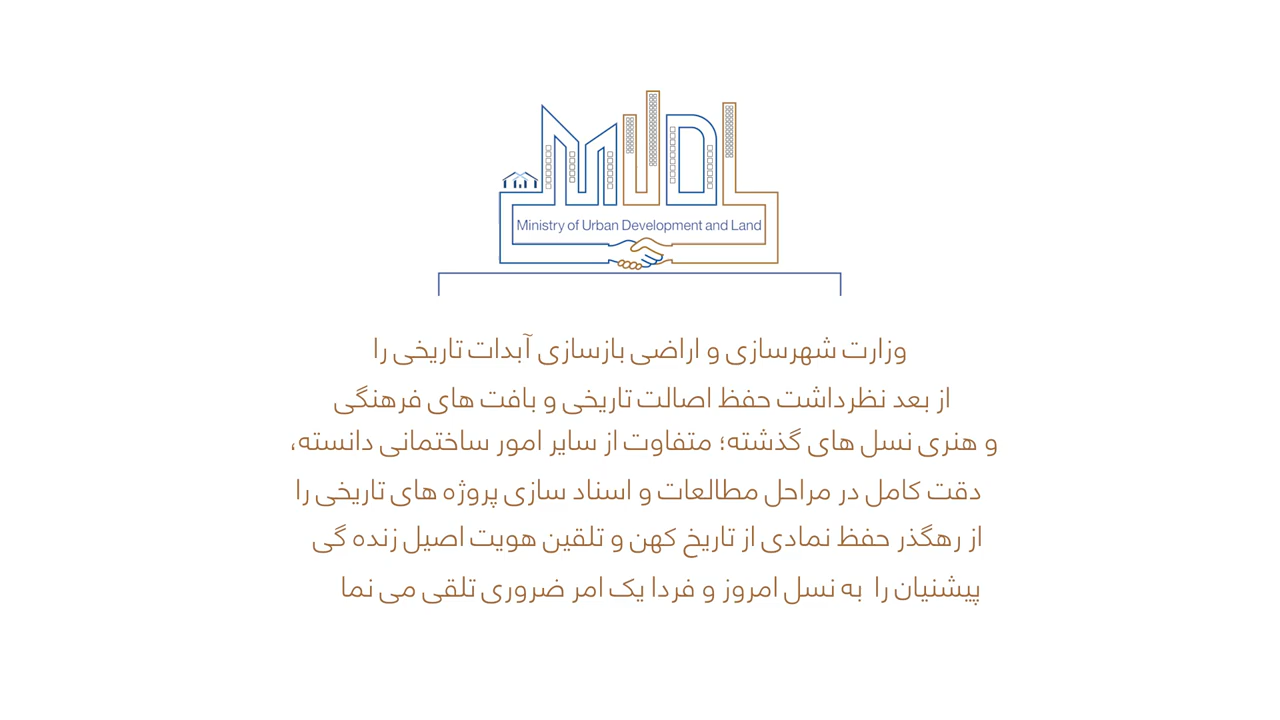 MUDL
Ministry of Urban Development and Land
وزارت شهرسازی و اراضی بازسازی آبدات تاریخی را
از بعد نظرداشت حفظ اصالت تاریخی و بافت های فرهنگی
و هنری نسل های گذشته؛ متفاوت از سایر امور ساختمانی دانسته،
دقت کامل در مراحل مطالعات و اسناد سازی پروژه های تاریخی را
از رهگذر حفظ نمادی از تاریخ کهن و تلقین هویت اصیل زنده گی
پیشنیان را به نسل امروز و فردا یک امر ضروری تلقی می نما